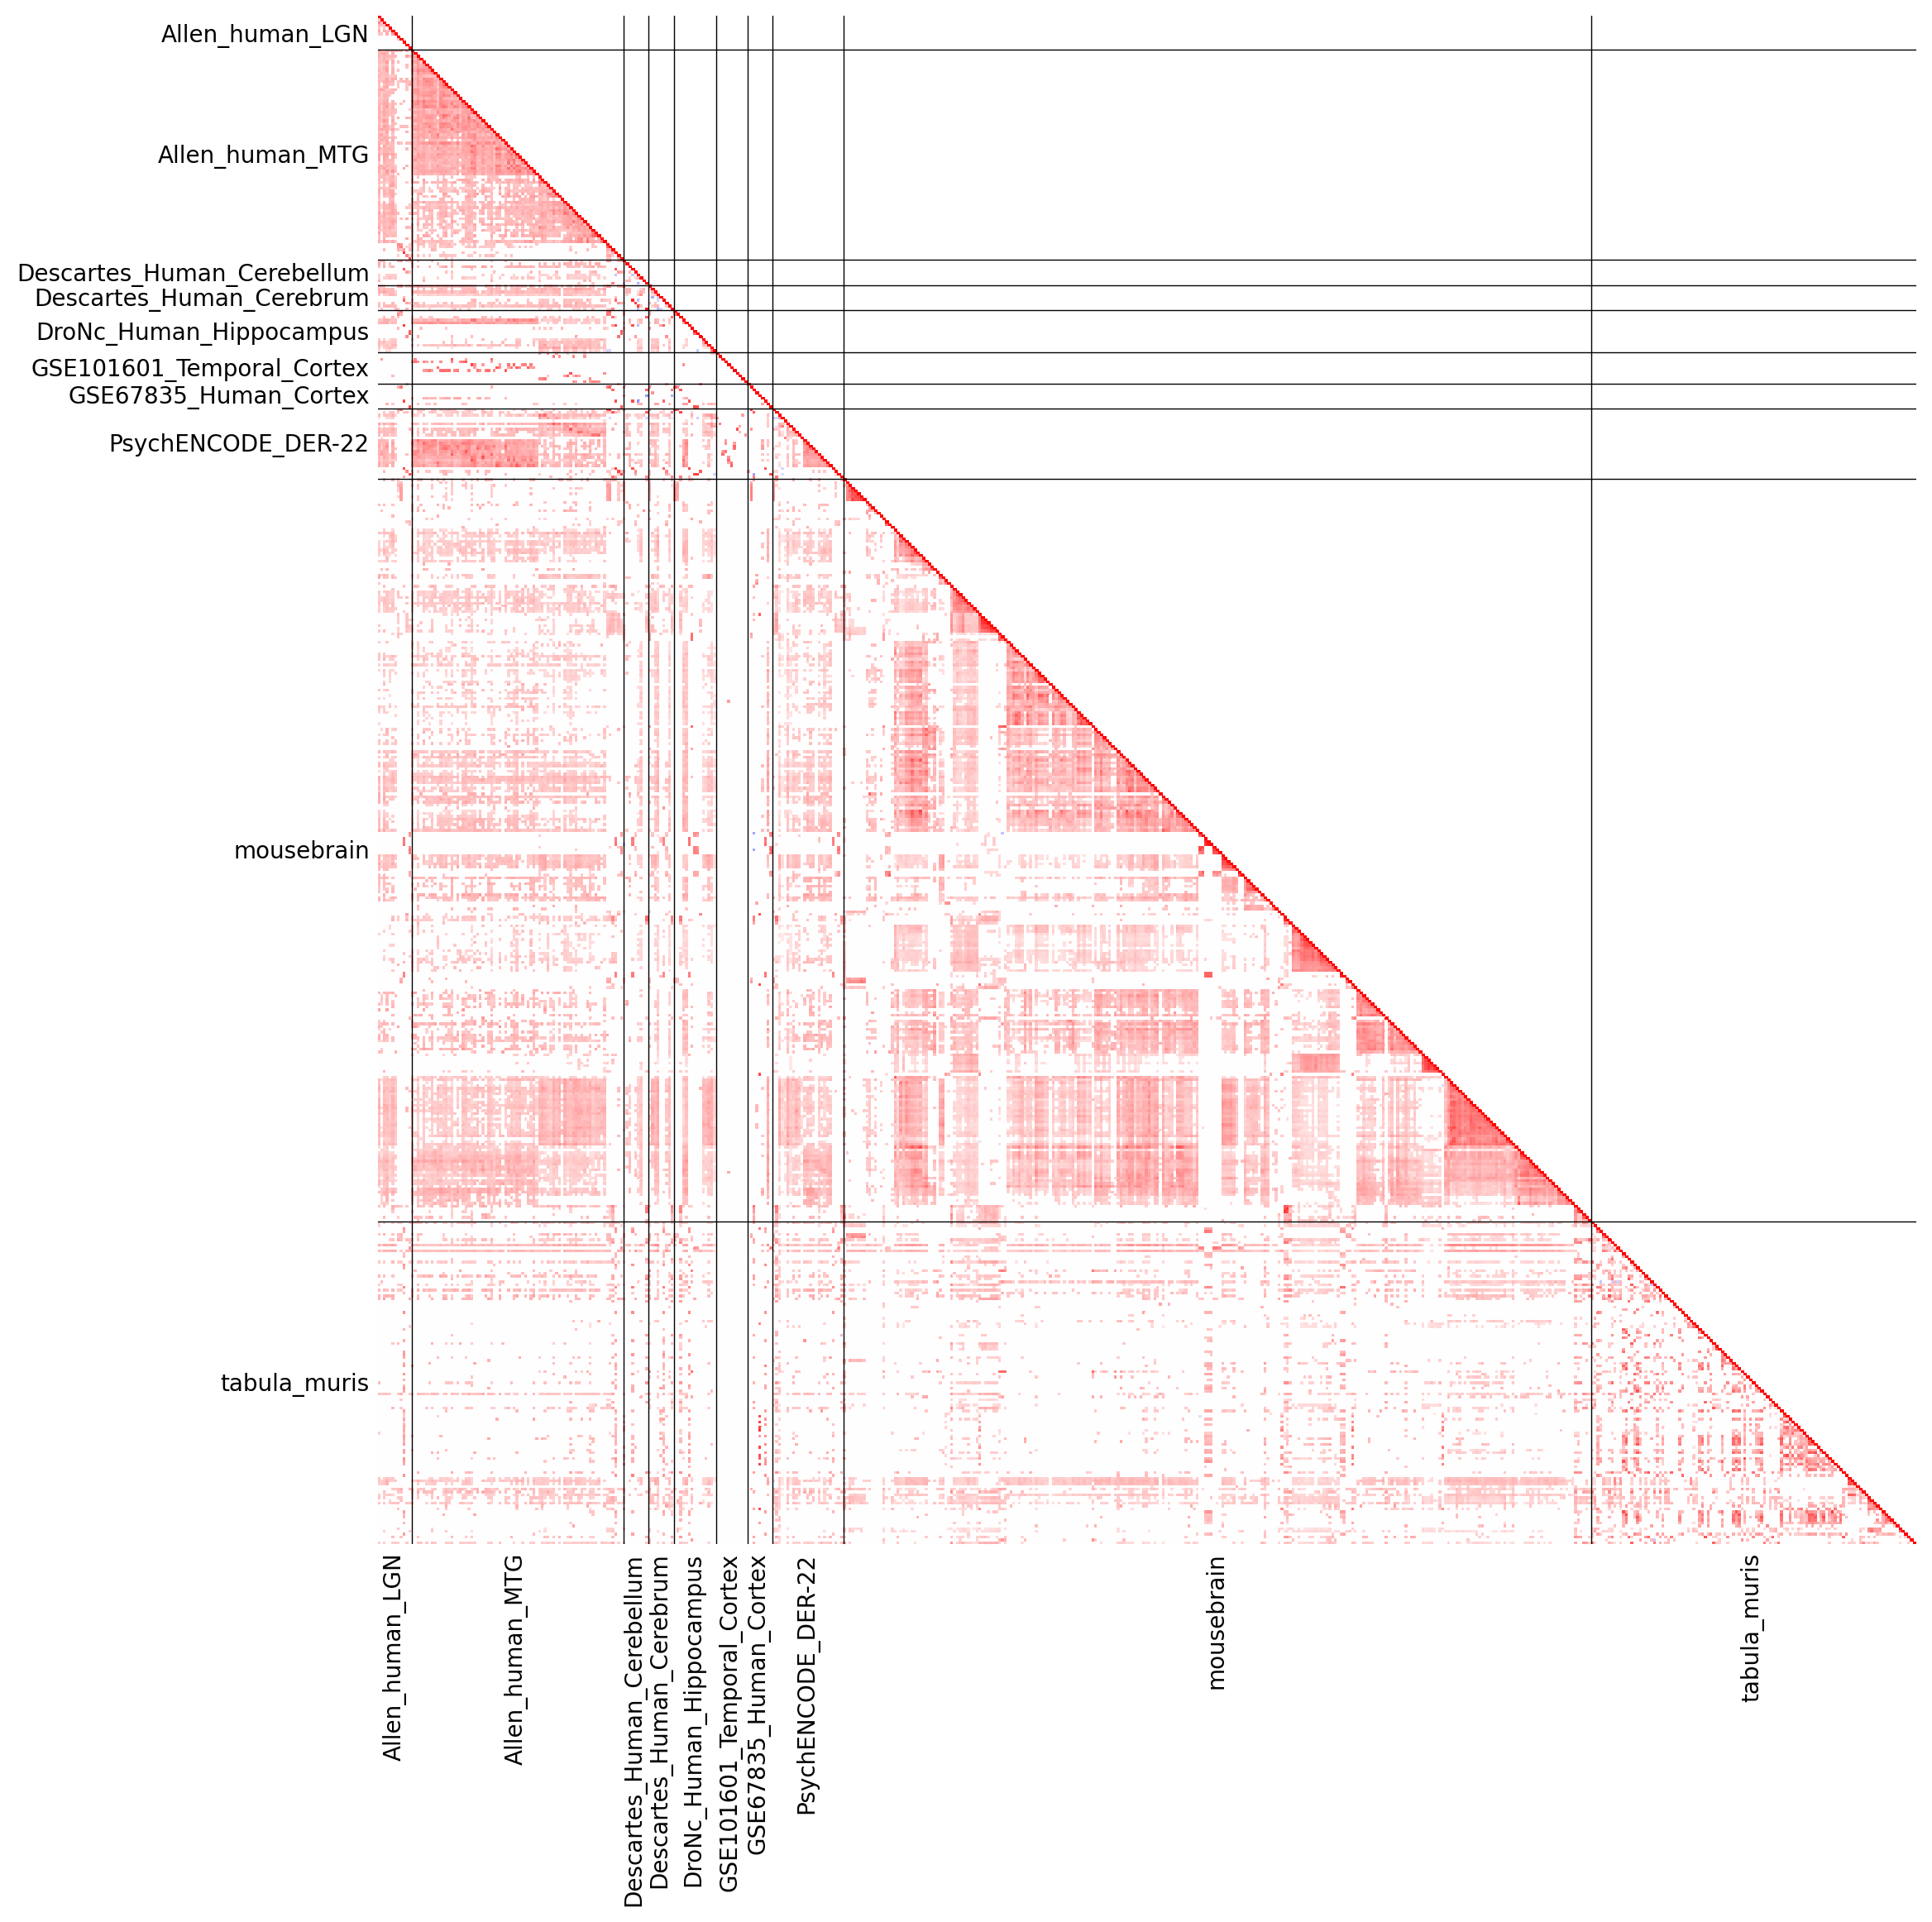 Allen_human_LGN
Allen_human_MTG
Descartes_Human_Cerebellum
Descartes_Human_Cerebrum
DroNc_Human_Hippocampus
GSE101601_Temporal_Cortex
GSE67835_Human_Cortex
PsychENCODE_DER-22
mousebrain
tabula_muris
Allen_human_LGN
Allen_human_MTG
Descartes_Human_Cerebellum
Descartes_Human_Cerebrum
DroNc_Human_Hippocampus
GSE101601_Temporal_Cortex
GSE67835_Human_Cortex
PsychENCODE_DER-22
mousebrain
tabula_muris